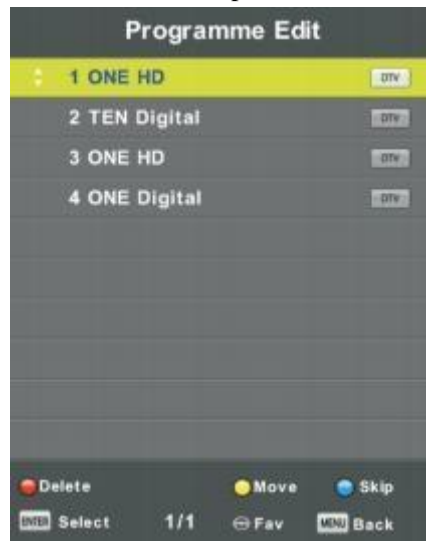 Programme Edit
1 ONE HD DTV
2 TEN Digital DTV
3 ONE HD DTV
4 ONE Digital DTV
Delete Move Skip
ENTER Select 1/1 Fav MENU Back